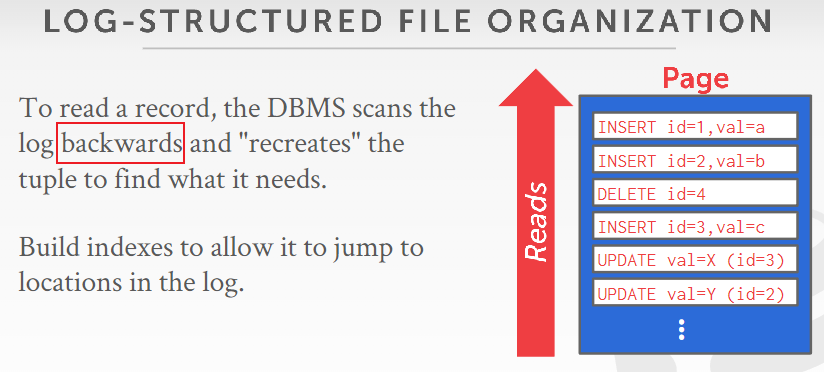 LOG-STRUCTURED FILE ORGANIZATION
To read a record, the DBMS scans the
log backwards and "recreates" the
tuple to find what it needs.
Build indexes to allow it to jump to
locations in the log.
Reads
Page
INSERT id=1,val=a
INSERT id=2,val=b
DELETE id=4
INSERT id=3,val=c
UPDATE val=X (id=3)
UPDATE val=Y (id=2)
⋮